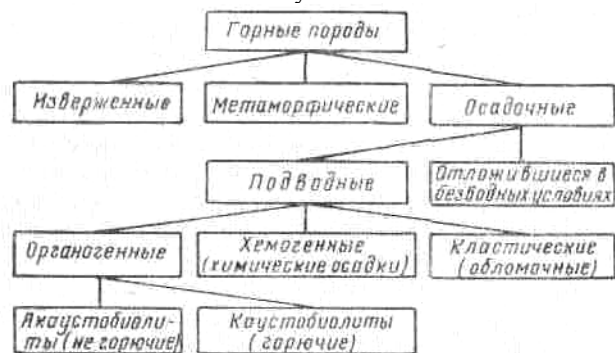 Горные породы
Изверженные
Метаморфические
Осадочные
Подводные
Отложившиеся в
безводных условиях
Органогенные
Хемогенные
(химические осадки)
Кластические
(обломочные)
Акаустобиоли-
ты (не горючие)
Каустобиолиты
(горючие)